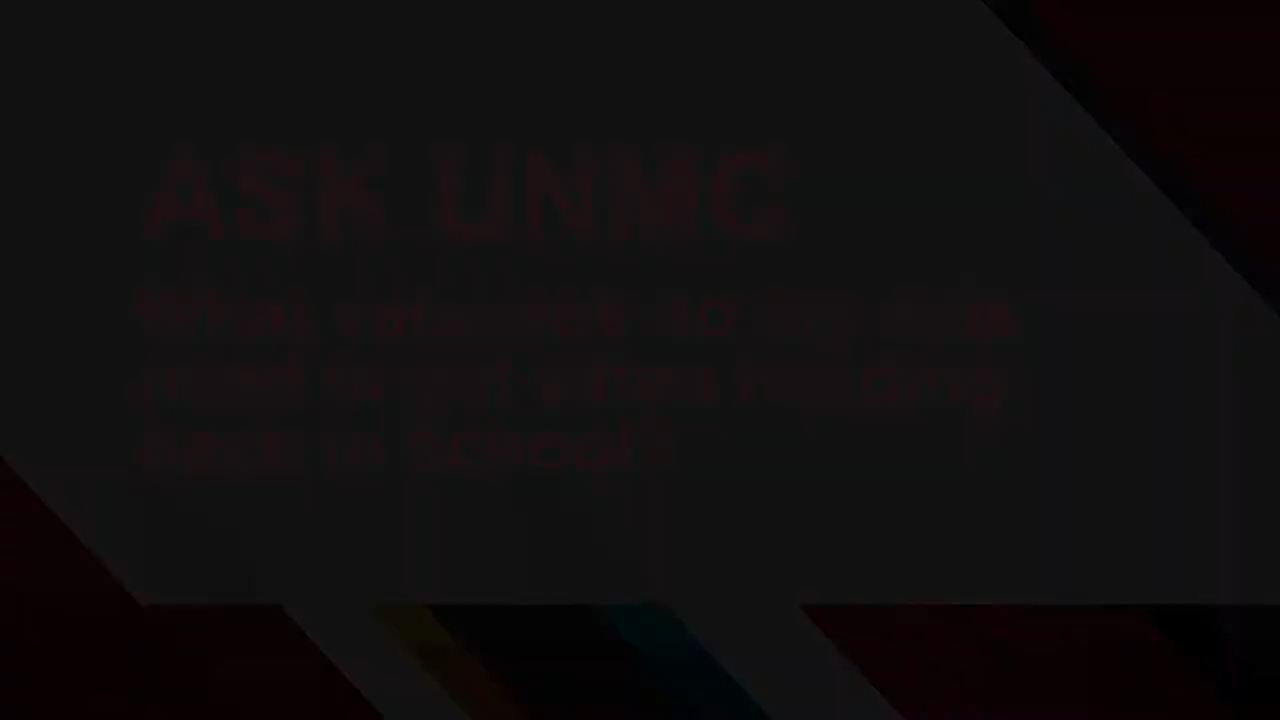 ASK UNMC
What vaccines do my kids
need to get when heading
back to school?